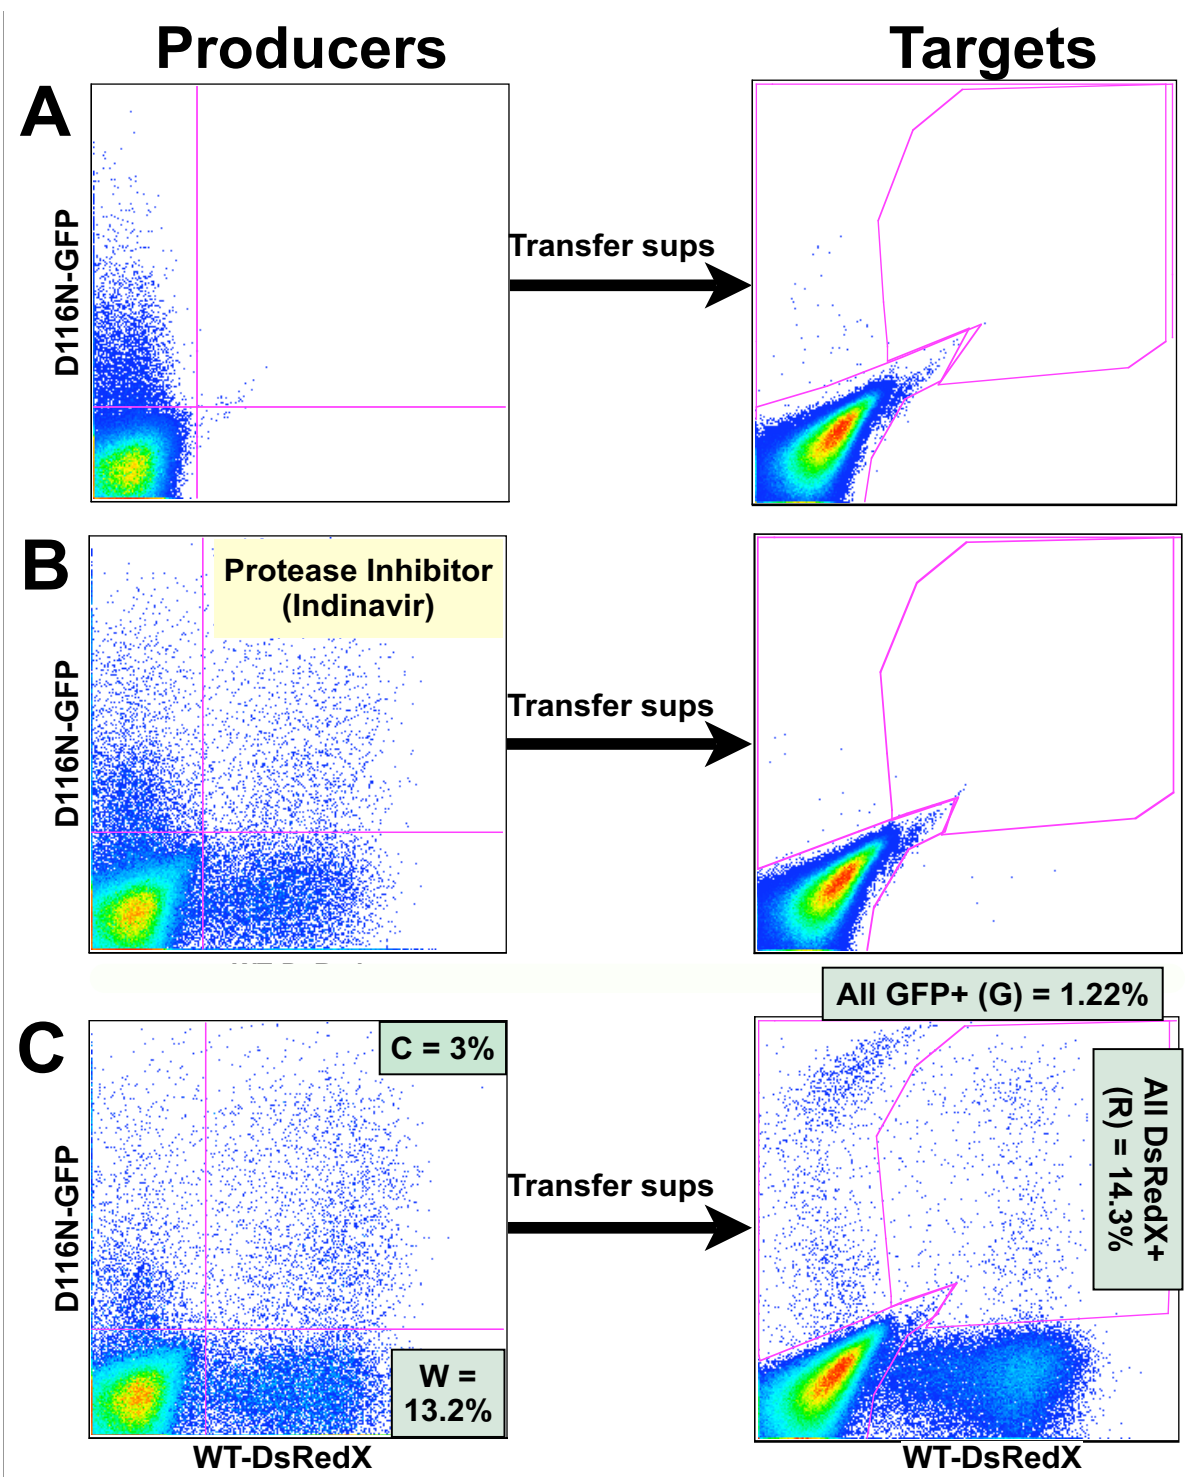 Producers
Targets
A
D116N-GFP
Transfer sups
B
D116N-GFP
Protease Inhibitor
(Indinavir)
Transfer sups
C
D116N-GFP
C = 3%
W =
13.2%
WT-DsRedX
Transfer sups
All GFP+ (G) = 1.22%
All DsRedX+
(R) = 14.3%
WT-DsRedX